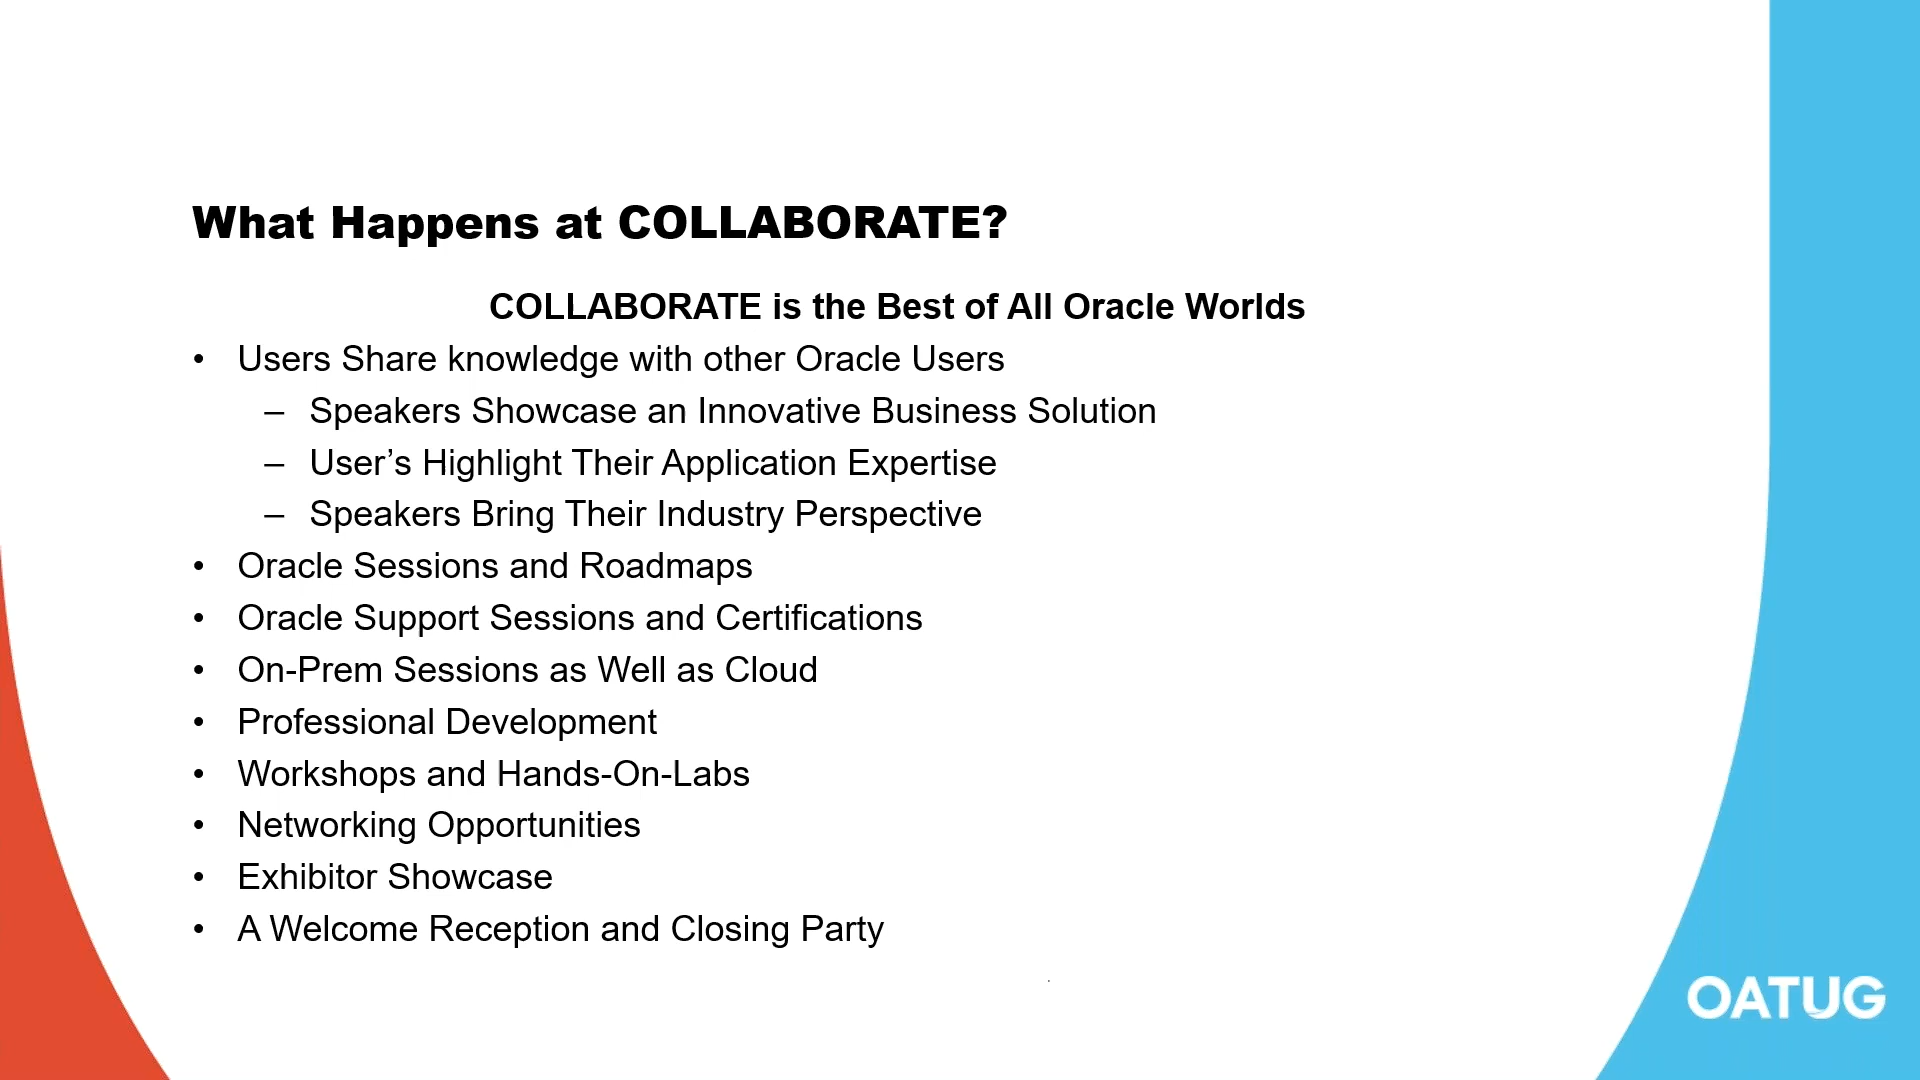 What Happens at COLLABORATE?
COLLABORATE is the Best of All Oracle Worlds
• Users Share knowledge with other Oracle Users
– Speakers Showcase an Innovative Business Solution
– User’s Highlight Their Application Expertise
– Speakers Bring Their Industry Perspective
• Oracle Sessions and Roadmaps
• Oracle Support Sessions and Certifications
• On-Prem Sessions as Well as Cloud
• Professional Development
• Workshops and Hands-On-Labs
• Networking Opportunities
• Exhibitor Showcase
• A Welcome Reception and Closing Party
.
OATUG